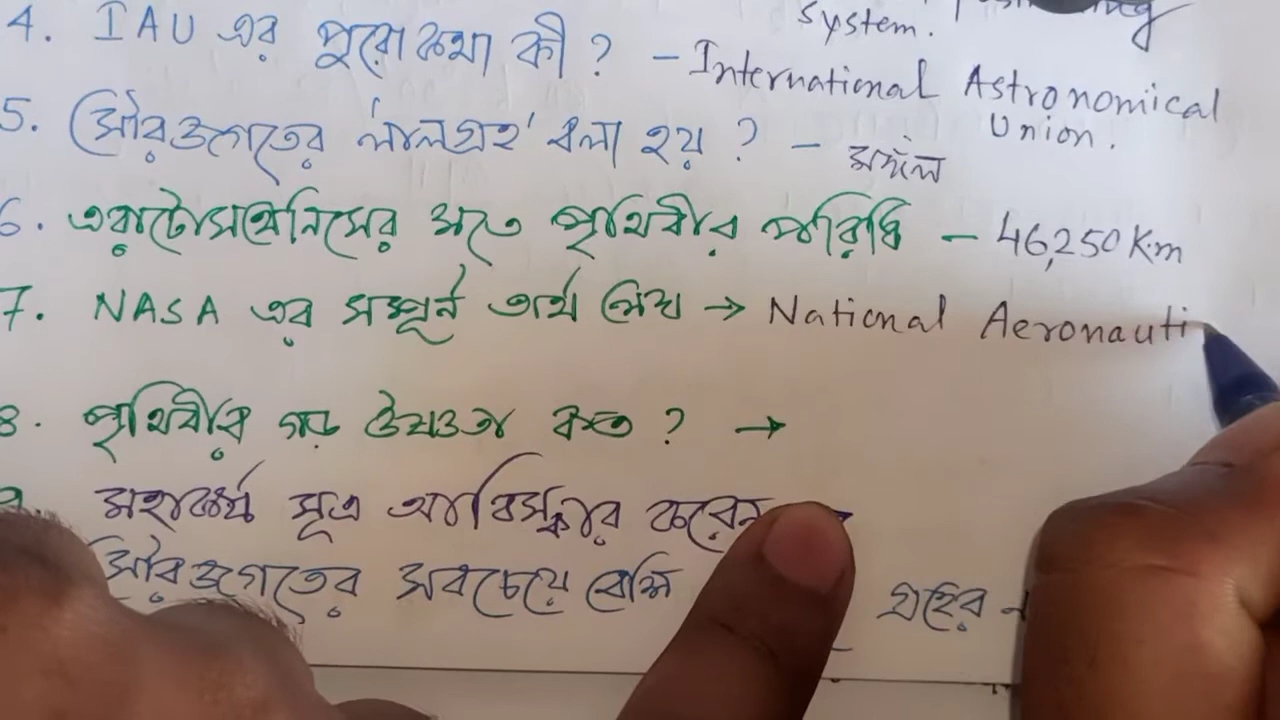 System.
4. IAU এর পুরো কথা কী? – International Astronomical
Union.
5. সৌরজগতের 'লালগ্রহ' বলা হয়? – মঙ্গল
6. এরাটোসথেনিসের মতে পৃথিবীর পরিধি – 46,250 Km
7. NASA এর সম্পূর্ন অর্থ লেখ → National Aeronauti
8. পৃথিবীর গড় উষ্ণতা কত? →
মহাকর্ষ সূত্র আবিস্কার করেন
সৌরজগতের সবচেয়ে বেশি গ্রহের